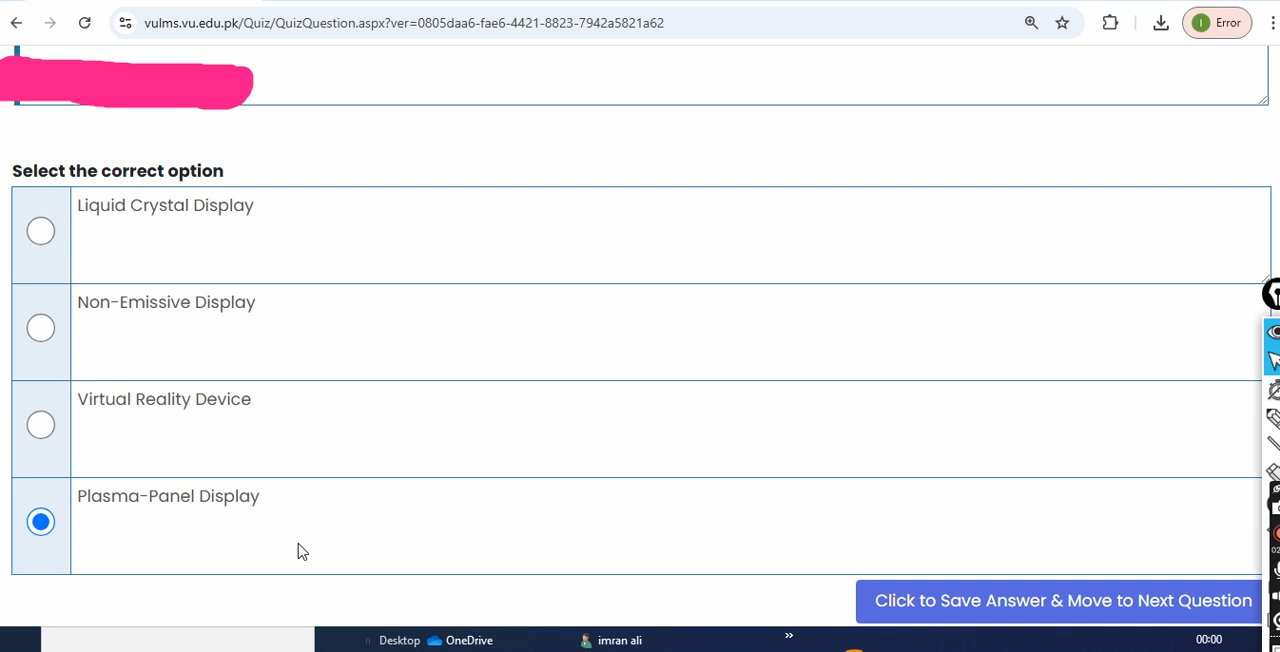 vulms.vu.edu.pk/Quiz/QuizQuestion.aspx?ver=0805daa6-fae6-4421-8823-7942a5821a62
I Error
Select the correct option
Liquid Crystal Display
Non-Emissive Display
Virtual Reality Device
Plasma-Panel Display
Click to Save Answer & Move to Next Question
Desktop OneDrive imran ali » 00:00